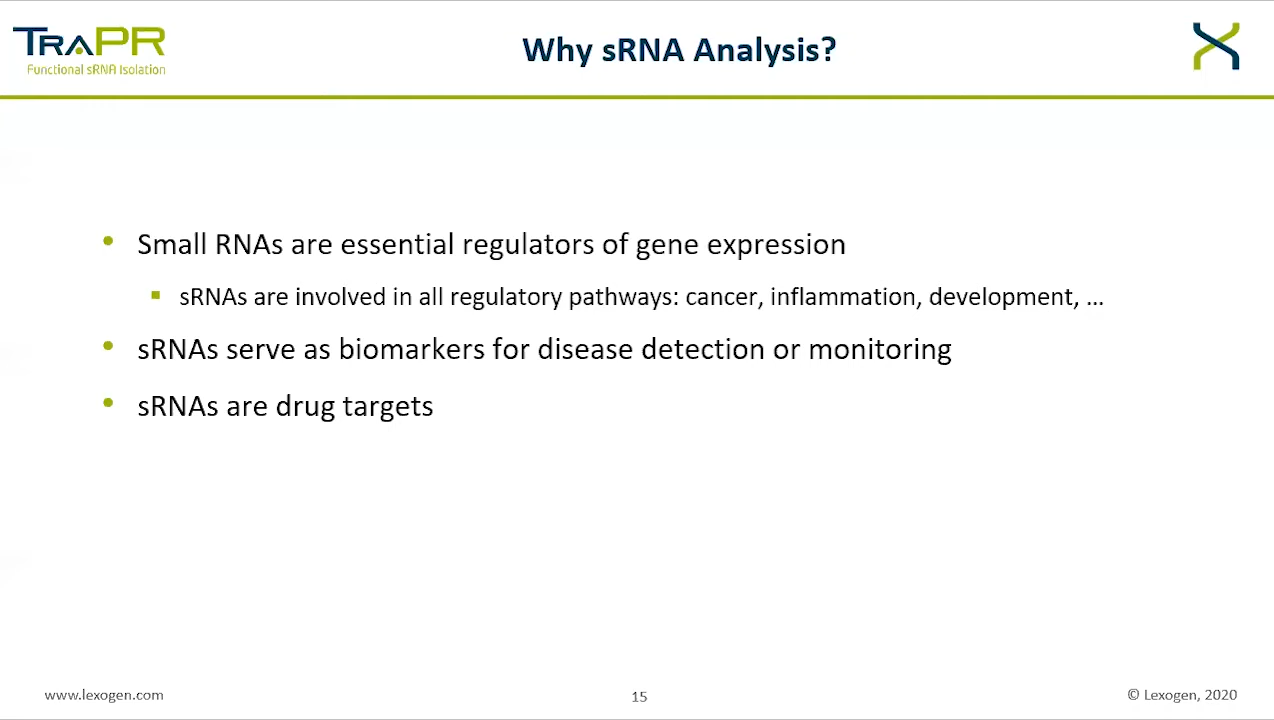 TRAPR
Functional sRNA Isolation
Why sRNA Analysis?
• Small RNAs are essential regulators of gene expression
▪ sRNAs are involved in all regulatory pathways: cancer, inflammation, development, ...
• sRNAs serve as biomarkers for disease detection or monitoring
• sRNAs are drug targets
www.lexogen.com
15
© Lexogen, 2020